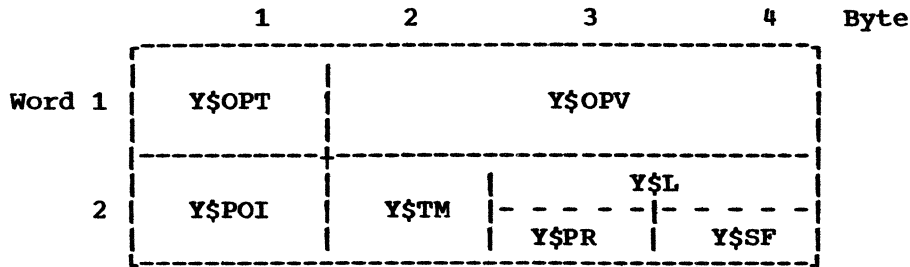 1 2 3 4 Byte
Word 1 Y$OPT Y$OPV
Y$L
2 Y$POI Y$TM
Y$PR Y$SF